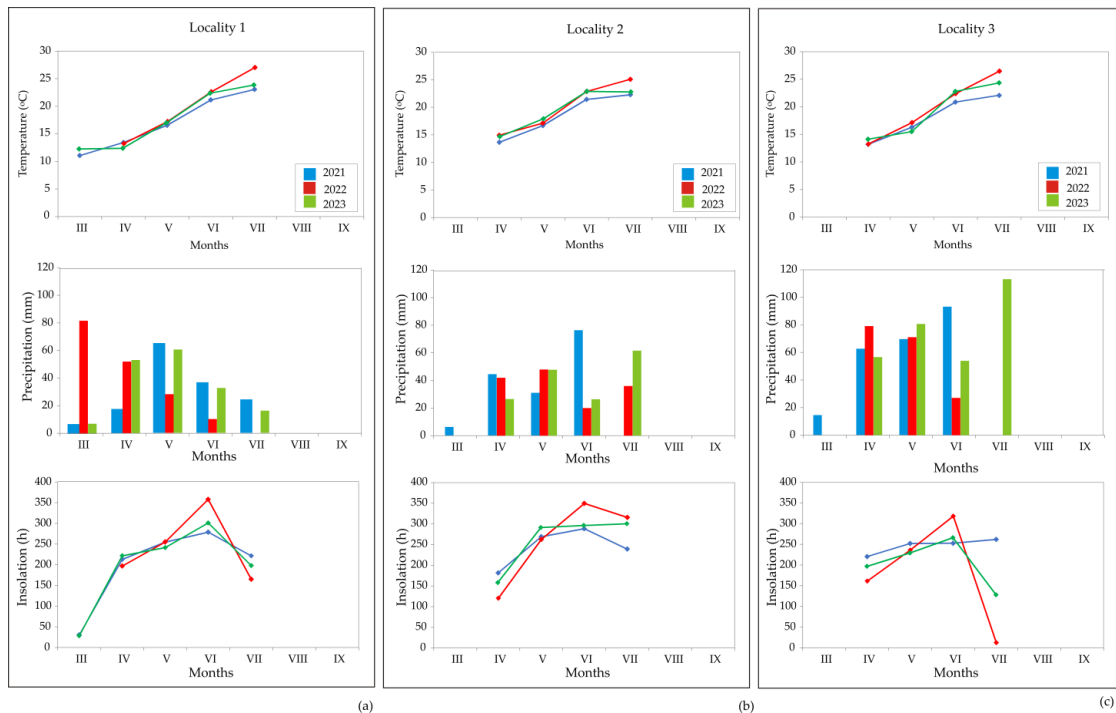 Locality 1
Temperature (oC)
30
25
20
15
10
5
0
2021
2022
2023
III IV V VI VII VIII IX
Months
Precipitation (mm)
120
100
80
60
40
20
0
III IV V VI VII VIII IX
Months
Insolation (h)
400
350
300
250
200
150
100
50
0
III IV V VI VII VIII IX
Months
(a)
Locality 2
Temperature (oC)
30
25
20
15
10
5
0
2021
2022
2023
III IV V VI VII VIII IX
Months
Precipitation (mm)
120
100
80
60
40
20
0
III IV V VI VII VIII IX
Months
Insolation (h)
400
350
300
250
200
150
100
50
0
III IV V VI VII VIII IX
Months
(b)
Locality 3
Temperature (oC)
30
25
20
15
10
5
0
2021
2022
2023
III IV V VI VII VIII IX
Months
Precipitation (mm)
120
100
80
60
40
20
0
III IV V VI VII VIII IX
Months
Insolation (h)
400
350
300
250
200
150
100
50
0
III IV V VI VII VIII IX
Months
(c)